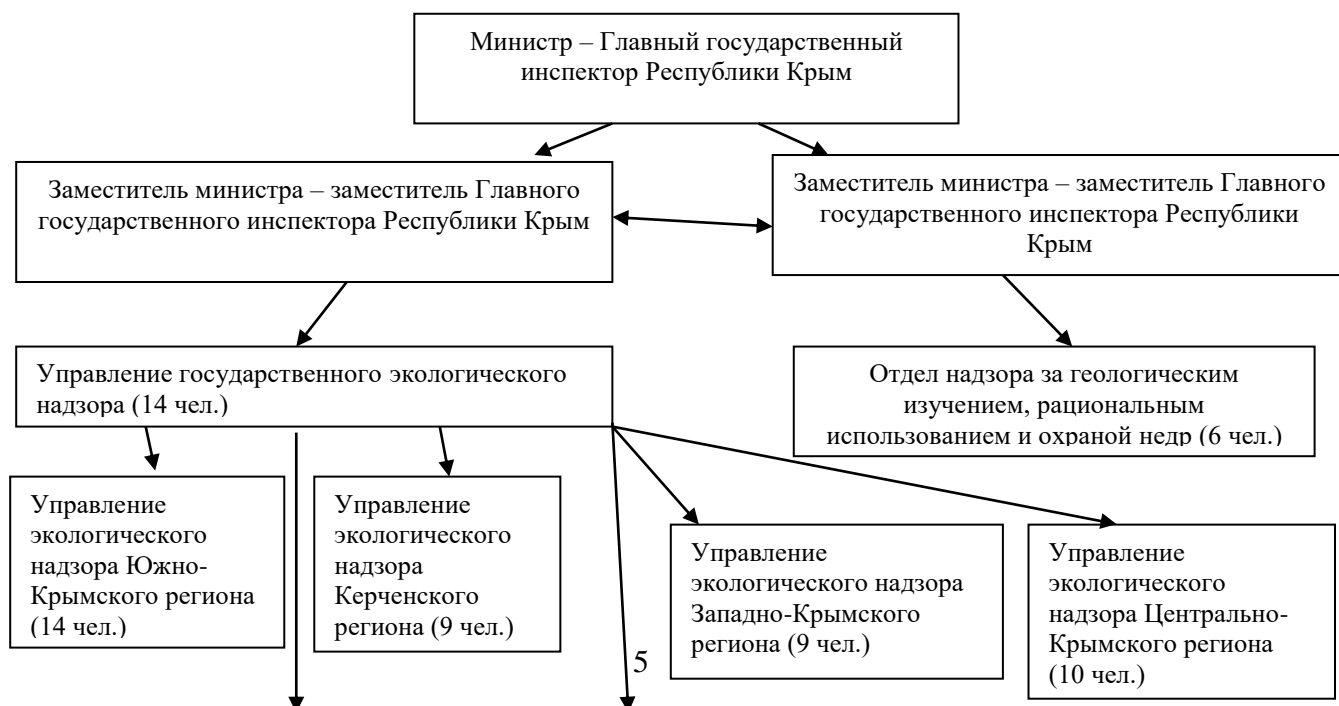 Министр – Главный государственный
инспектор Республики Крым
Заместитель министра – заместитель Главного
государственного инспектора Республики Крым
Заместитель министра – заместитель Главного
государственного инспектора Республики
Крым
Управление государственного экологического
надзора (14 чел.)
Отдел надзора за геологическим
изучением, рациональным
использованием и охраной недр (6 чел.)
Управление
экологического
надзора Южно-
Крымского региона
(14 чел.)
Управление
экологического
надзора
Керченского
региона (9 чел.)
Управление
экологического надзора
Западно-Крымского
региона (9 чел.)
Управление
экологического
надзора Центрально-
Крымского региона
(10 чел.)
5